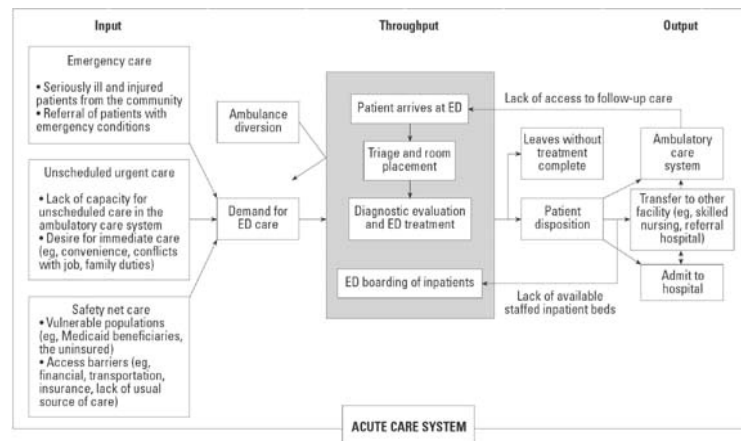 Input
Throughput
Output
Emergency care
• Seriously ill and injured
patients from the community
• Referral of patients with
emergency conditions
Unscheduled urgent care
• Lack of capacity for
unscheduled care in the
ambulatory care system
• Desire for immediate care
(eg, convenience, conflicts
with job, family duties)
Safety net care
• Vulnerable populations
(eg, Medicaid beneficiaries,
the uninsured)
• Access barriers (eg,
financial, transportation,
insurance, lack of usual
source of care)
Ambulance
diversion
Demand for
ED care
Patient arrives at ED
Triage and room
placement
Diagnostic evaluation
and ED treatment
ED boarding of inpatients
Lack of access to follow-up care
Leaves without
treatment
complete
Patient
disposition
Lack of available
staffed inpatient beds
Ambulatory
care
system
Transfer to other
facility (eg, skilled
nursing, referral
hospital)
Admit to
hospital
ACUTE CARE SYSTEM